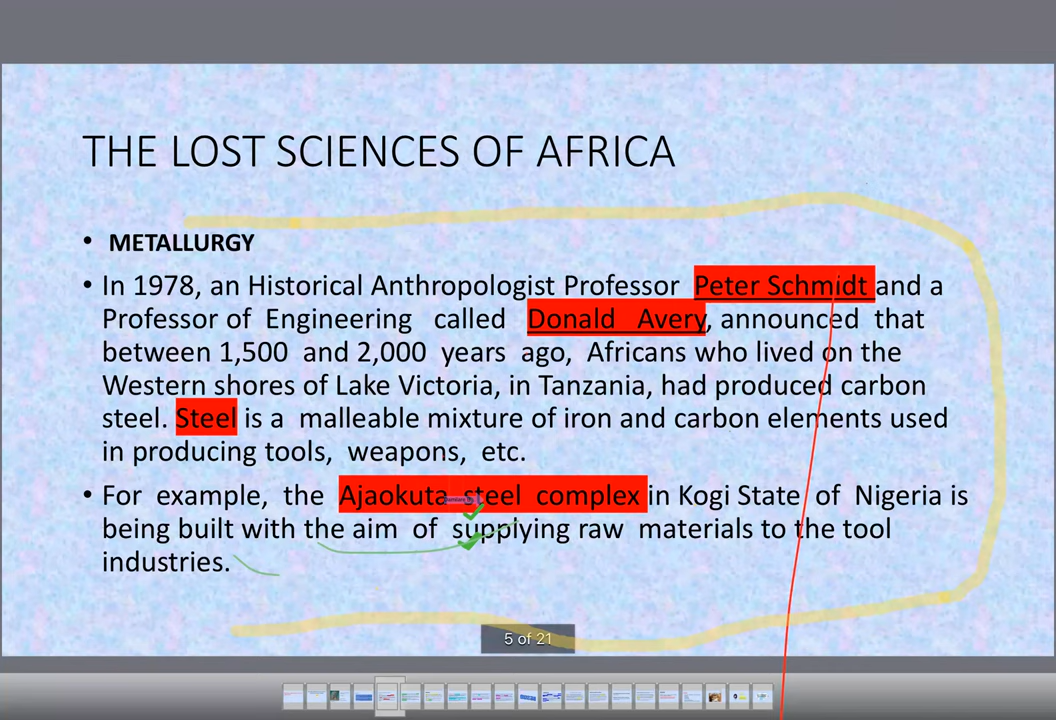 THE LOST SCIENCES OF AFRICA
• METALLURGY
• In 1978, an Historical Anthropologist Professor Peter Schmidt and a
Professor of Engineering called Donald Avery, announced that
between 1,500 and 2,000 years ago, Africans who lived on the
Western shores of Lake Victoria, in Tanzania, had produced carbon
steel. Steel is a malleable mixture of iron and carbon elements used
in producing tools, weapons, etc.
• For example, the Ajaokuta steel complex in Kogi State of Nigeria is
being built with the aim of supplying raw materials to the tool
industries.
5 of 21